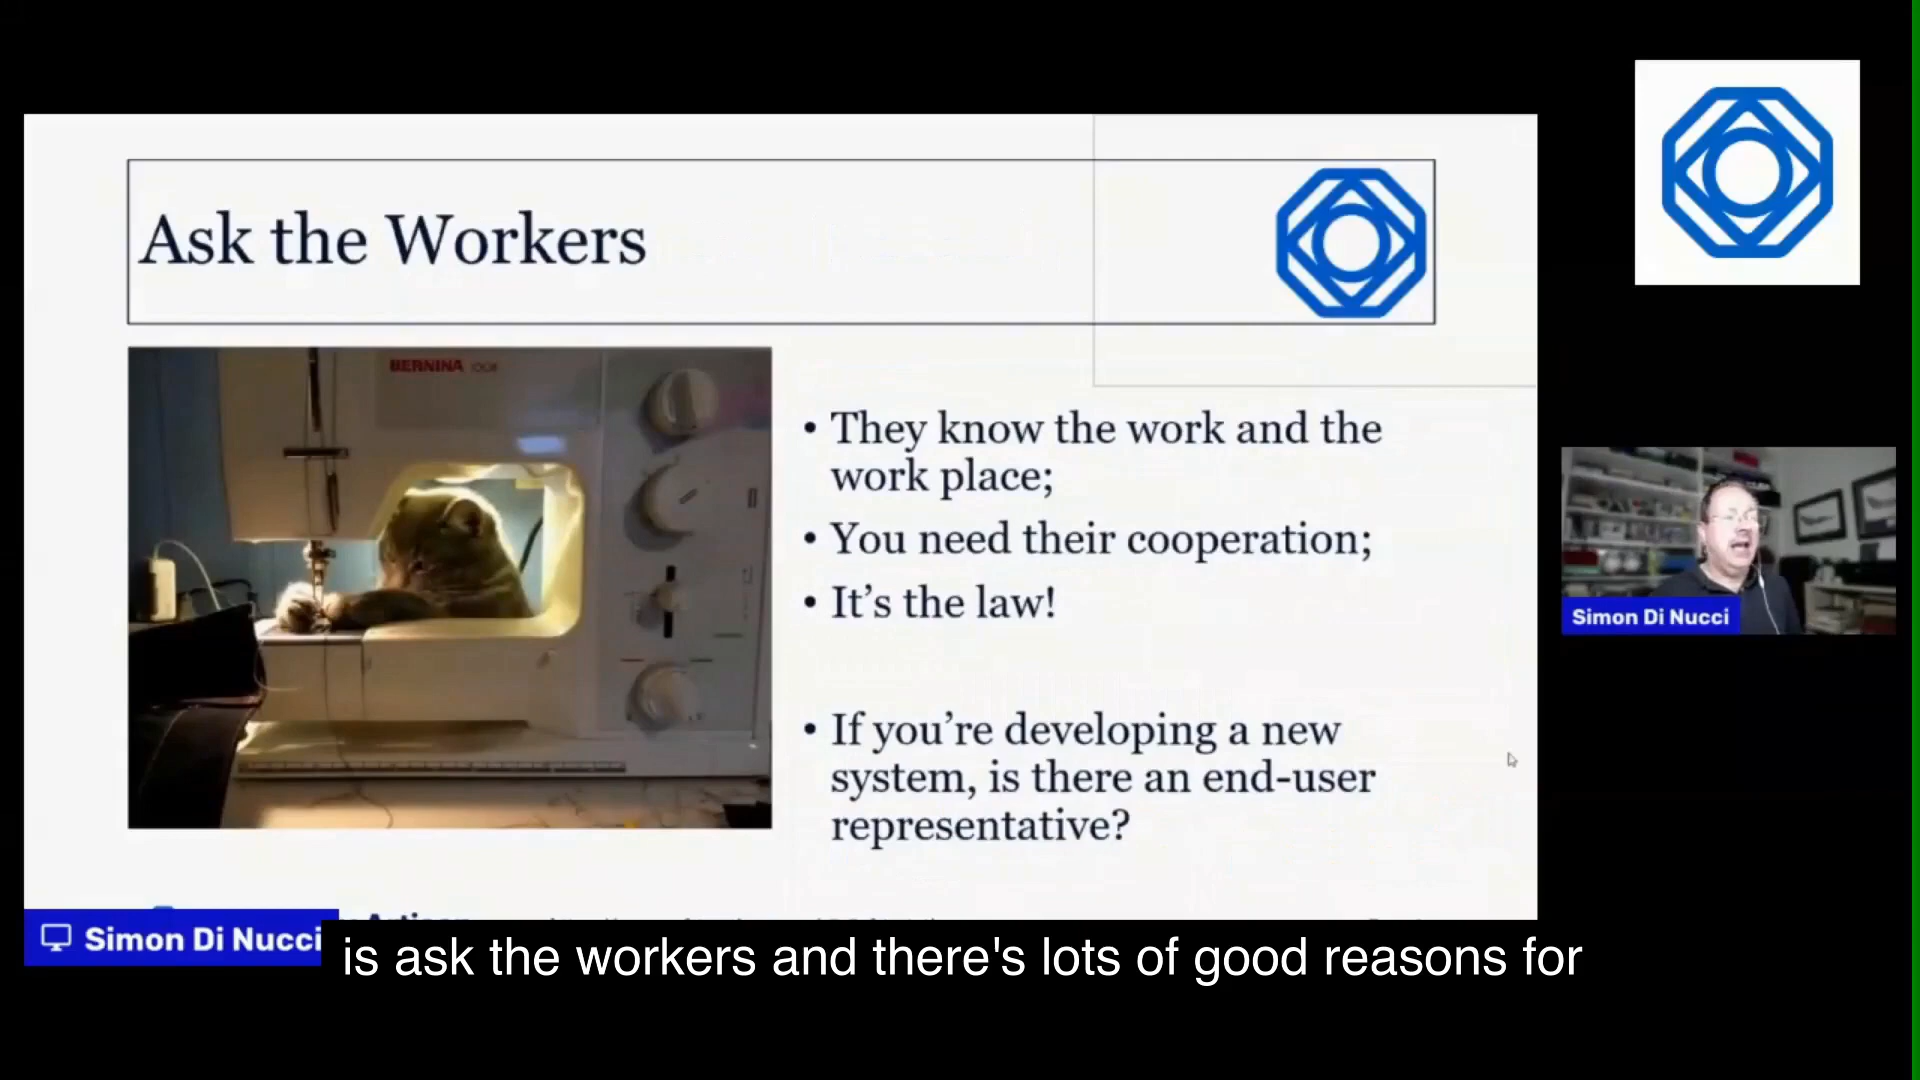 Ask the Workers
BERNINA
• They know the work and the
work place;
• You need their cooperation;
• It's the law!
• If you're developing a new
system, is there an end-user
representative?
Simon Di Nucci
Simon Di Nucci
is ask the workers and there's lots of good reasons for